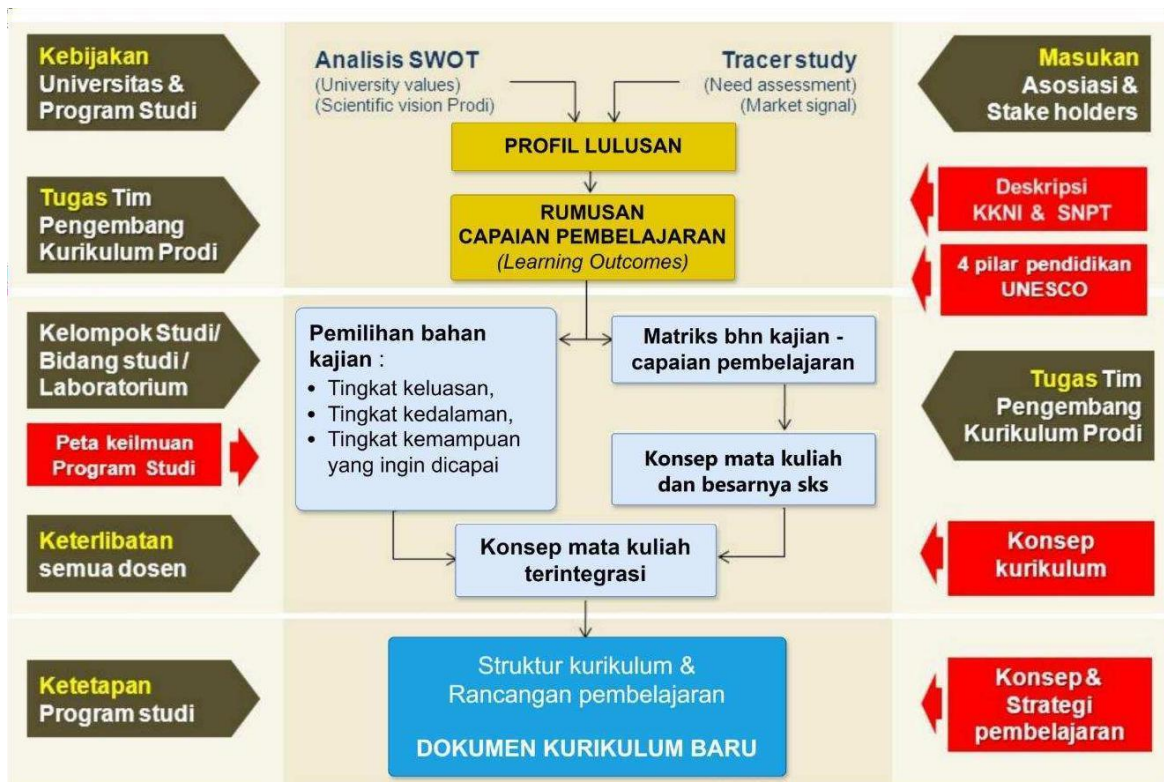 Kebijakan
Universitas &
Program Studi
Analisis SWOT
(University values)
(Scientific vision Prodi)
Tracer study
(Need assessment)
(Market signal)
Masukan
Asosiasi &
Stake holders
PROFIL LULUSAN
Tugas Tim
Pengembang
Kurikulum Prodi
RUMUSAN
CAPAIAN PEMBELAJARAN
(Learning Outcomes)
Deskripsi
KKNI & SNPT
4 pilar pendidikan
UNESCO
Kelompok Studi/
Bidang studi /
Laboratorium
Peta keilmuan
Program Studi
Pemilihan bahan
kajian :
• Tingkat keluasan,
• Tingkat kedalaman,
• Tingkat kemampuan
yang ingin dicapai
Matriks bhn kajian -
capaian pembelajaran
Konsep mata kuliah
dan besarnya sks
Tugas Tim
Pengembang
Kurikulum Prodi
Keterlibatan
semua dosen
Konsep mata kuliah
terintegrasi
Konsep
kurikulum
Ketetapan
Program studi
Struktur kurikulum &
Rancangan pembelajaran
DOKUMEN KURIKULUM BARU
Konsep &
Strategi
pembelajaran